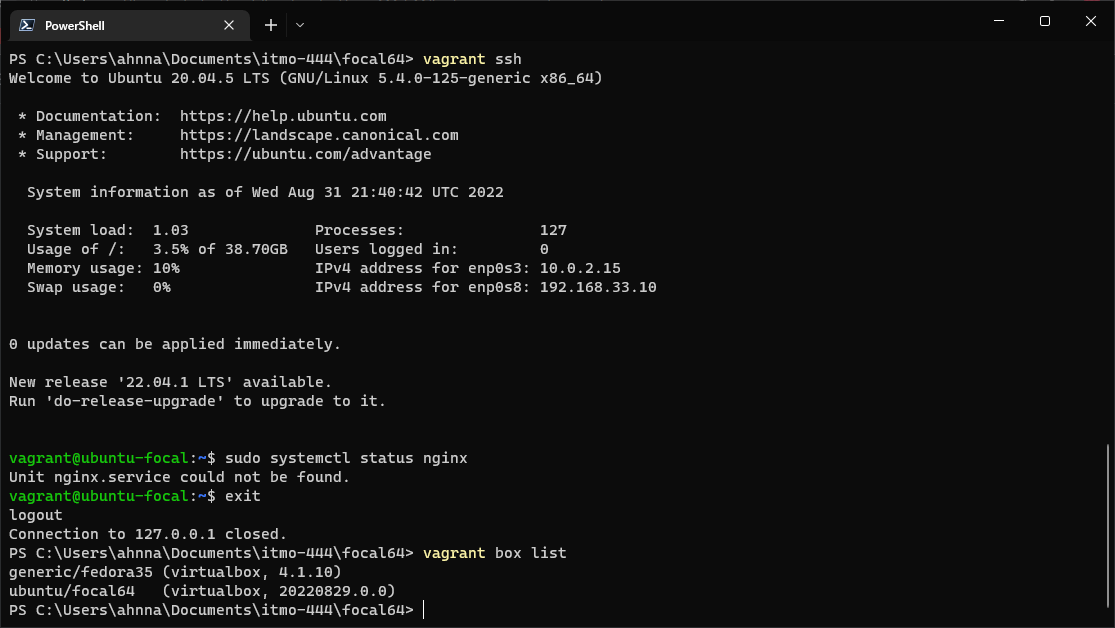 PowerShell
PS C:\Users\ahnna\Documents\itmo-444\focal64> vagrant ssh
Welcome to Ubuntu 20.04.5 LTS (GNU/Linux 5.4.0-125-generic x86_64)
* Documentation:  https://help.ubuntu.com
* Management:     https://landscape.canonical.com
* Support:        https://ubuntu.com/advantage
System information as of Wed Aug 31 21:40:42 UTC 2022
System load:  1.03              Processes:               127
Usage of /:   3.5% of 38.70GB   Users logged in:         0
Memory usage: 10%               IPv4 address for enp0s3: 10.0.2.15
Swap usage:   0%                IPv4 address for enp0s8: 192.168.33.10
0 updates can be applied immediately.
New release '22.04.1 LTS' available.
Run 'do-release-upgrade' to upgrade to it.
vagrant@ubuntu-focal:~$ sudo systemctl status nginx
Unit nginx.service could not be found.
vagrant@ubuntu-focal:~$ exit
logout
Connection to 127.0.0.1 closed.
PS C:\Users\ahnna\Documents\itmo-444\focal64> vagrant box list
generic/fedora35 (virtualbox, 4.1.10)
ubuntu/focal64   (virtualbox, 20220829.0.0)
PS C:\Users\ahnna\Documents\itmo-444\focal64>